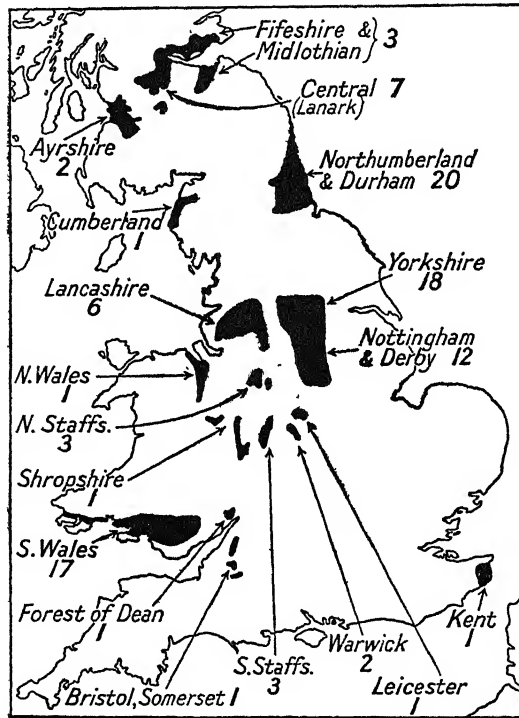 Fifeshire &
Midlothian } 3
Central 7
(Lanark)
Ayrshire
2
Northumberland
& Durham 20
Cumberland
1
Yorkshire
18
Lancashire
6
Nottingham
& Derby 12
N. Wales
1
N. Staffs.
3
Shropshire
1
S. Wales
17
Forest of Dean
1
Kent
1
Warwick
2
S. Staffs.
3
Leicester
1
Bristol, Somerset 1